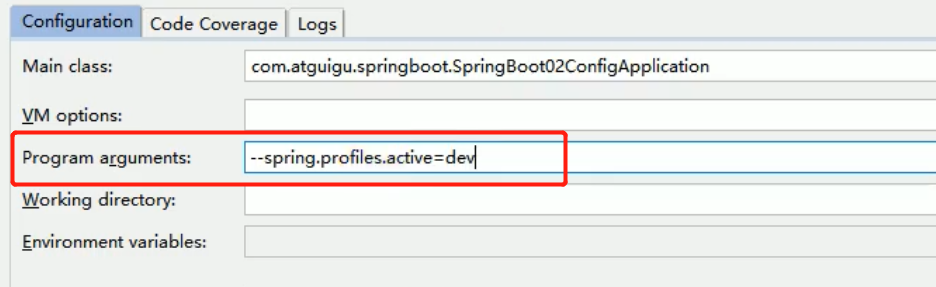 Configuration Code Coverage Logs
Main class: com.atguigu.springboot.SpringBoot02ConfigApplication
VM options:
Program arguments: --spring.profiles.active=dev
Working directory:
Environment variables: